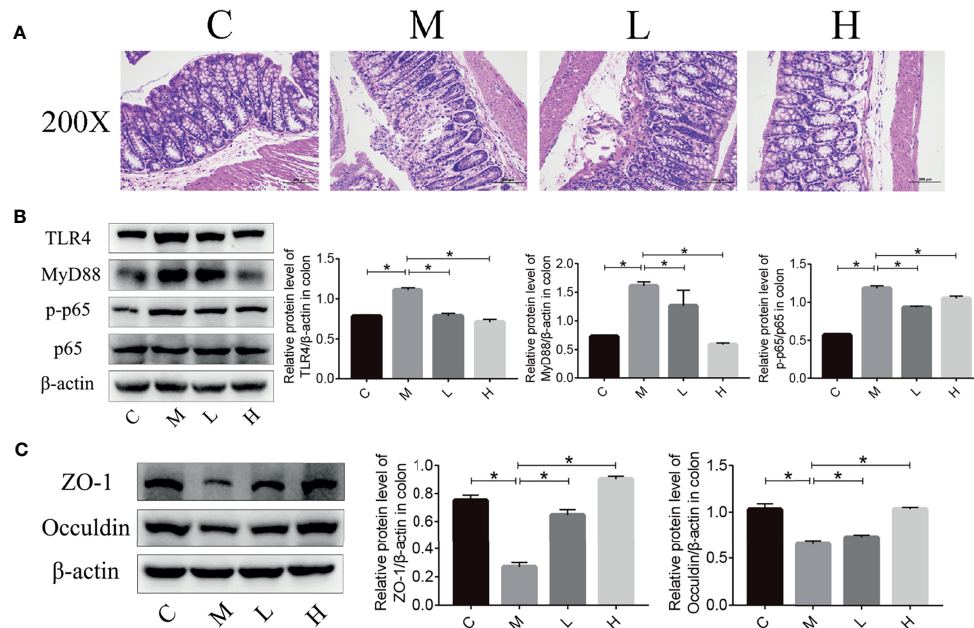 A
C M L H
200X
B
TLR4
MyD88
p-p65
p65
β-actin
C M L H
Relative protein level of
TLR4/β-actin in colon
1.5
1.0
0.5
0.0
* * *
C M L H
Relative protein level of
MyD88/β-actin in colon
2.0
1.5
1.0
0.5
0.0
* * *
C M L H
Relative protein level of
p-p65/p65 in colon
1.5
1.0
0.5
0.0
* * *
C M L H
C
ZO-1
Occuldin
β-actin
C M L H
Relative protein level of
ZO-1/β-actin in colon
1.0
0.8
0.6
0.4
0.2
0.0
* * *
C M L H
Relative protein level of
Occuldin/β-actin in colon
1.5
1.0
0.5
0.0
* * *
C M L H